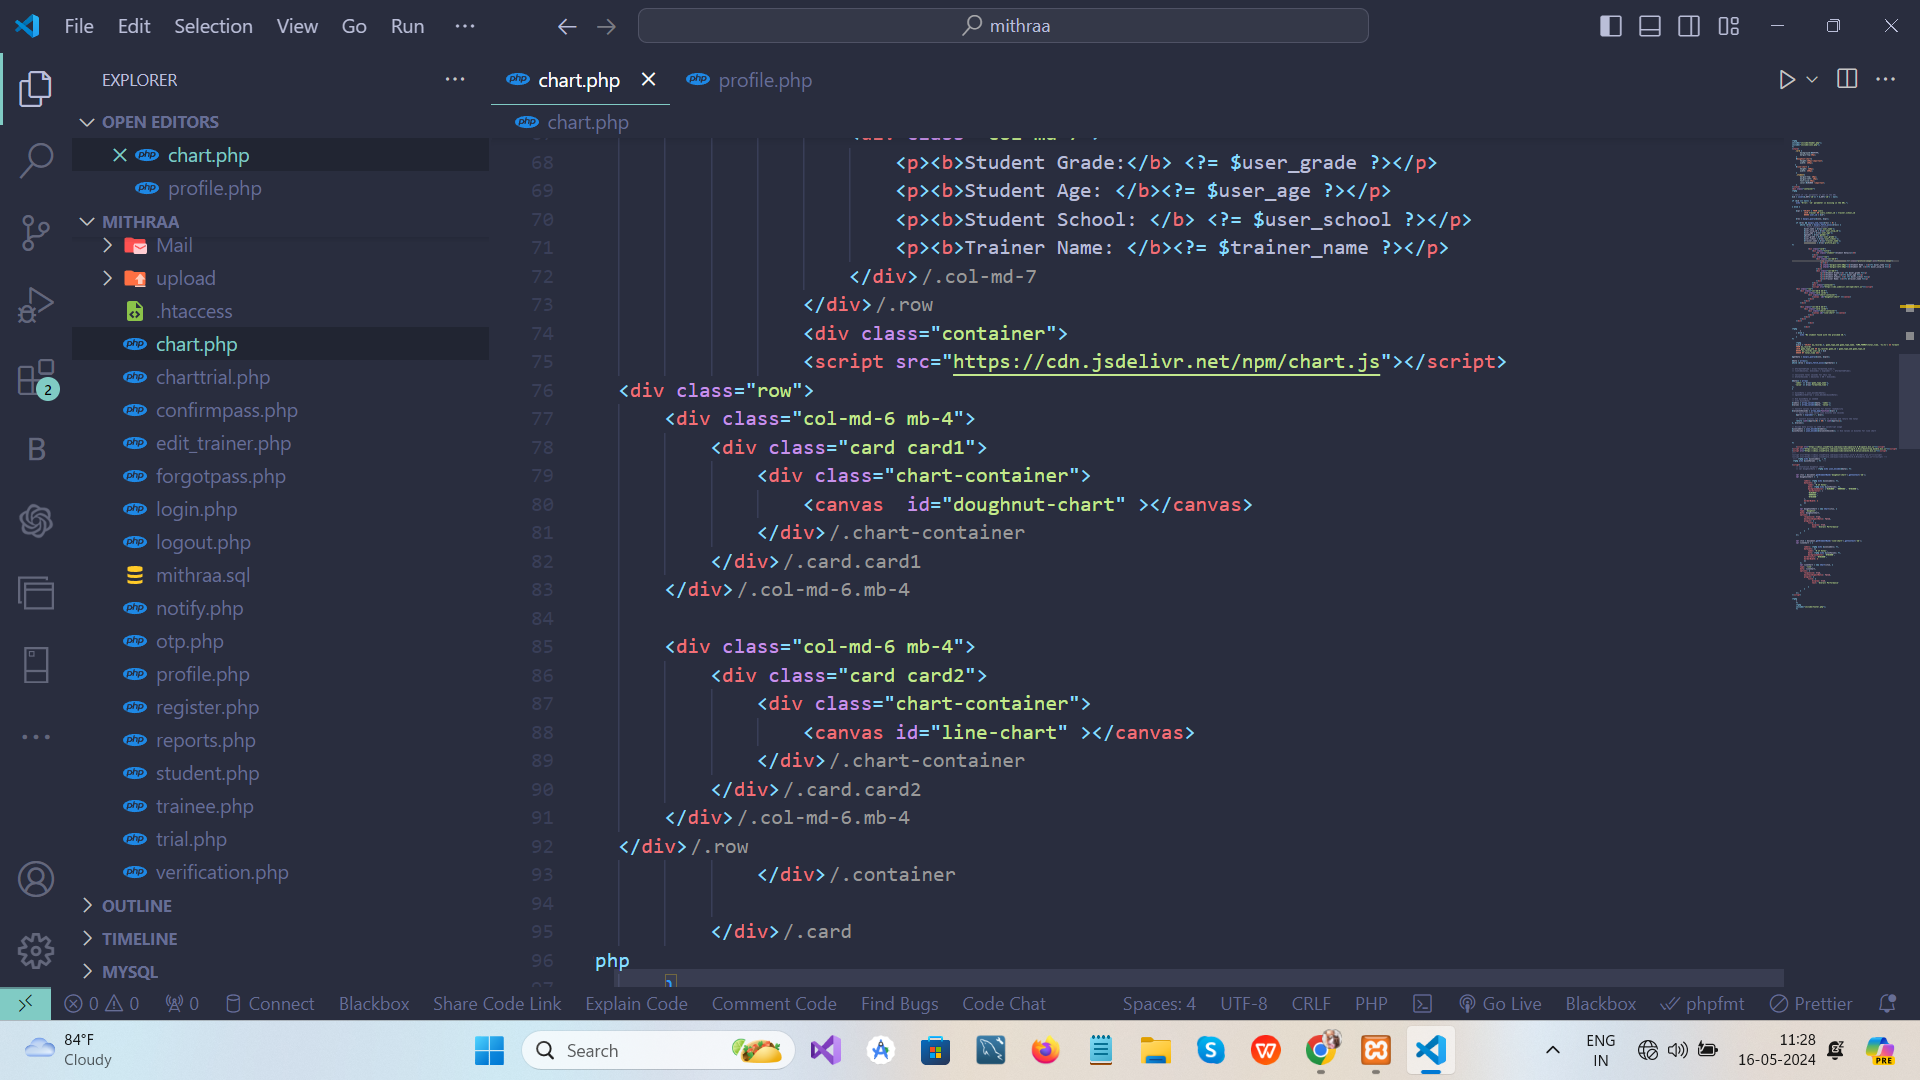 File Edit Selection View Go Run ···
mithraa
EXPLORER
OPEN EDITORS
chart.php
profile.php
MITHRAA
Mail
upload
.htaccess
chart.php
charttrial.php
confirmpass.php
edit_trainer.php
forgotpass.php
login.php
logout.php
mithraa.sql
notify.php
otp.php
profile.php
register.php
reports.php
student.php
trainee.php
trial.php
verification.php
OUTLINE
TIMELINE
MYSQL
2
B
chart.php profile.php
chart.php
68 <p><b>Student Grade:</b> <?= $user_grade ?></p>
69 <p><b>Student Age: </b><?= $user_age ?></p>
70 <p><b>Student School: </b> <?= $user_school ?></p>
71 <p><b>Trainer Name: </b><?= $trainer_name ?></p>
72 </div>/.col-md-7
73 </div>/.row
74 <div class="container">
75 <script src="https://cdn.jsdelivr.net/npm/chart.js"></script>
76 <div class="row">
77 <div class="col-md-6 mb-4">
78 <div class="card card1">
79 <div class="chart-container">
80 <canvas  id="doughnut-chart" ></canvas>
81 </div>/.chart-container
82 </div>/.card.card1
83 </div>/.col-md-6.mb-4
84
85 <div class="col-md-6 mb-4">
86 <div class="card card2">
87 <div class="chart-container">
88 <canvas id="line-chart" ></canvas>
89 </div>/.chart-container
90 </div>/.card.card2
91 </div>/.col-md-6.mb-4
92 </div>/.row
93 </div>/.container
94
95 </div>/.card
96 php
0 0 0 Connect Blackbox Share Code Link Explain Code Comment Code Find Bugs Code Chat Spaces: 4 UTF-8 CRLF PHP Go Live Blackbox phpfmt Prettier
84°F
Cloudy
Search
ENG
IN
11:28
16-05-2024
PRE